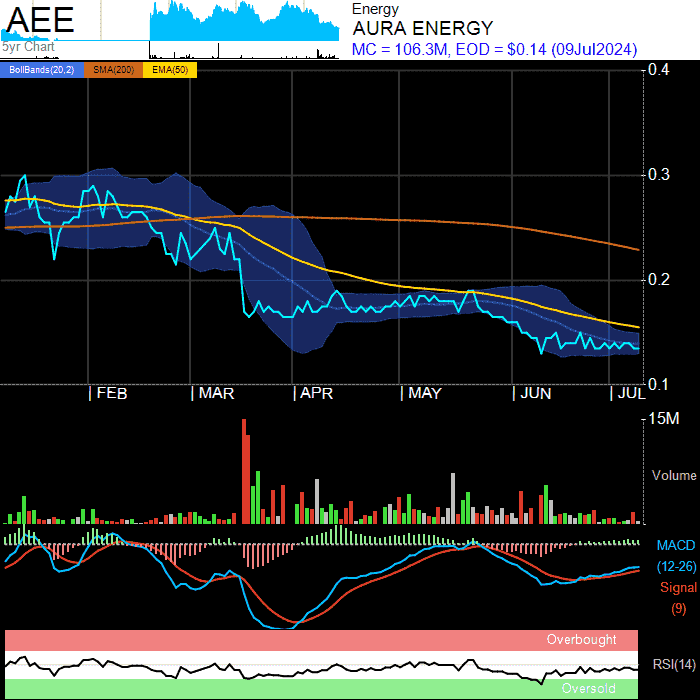 AEE
5yr Chart
Energy
AURA ENERGY
MC = 106.3M, EOD = $0.14 (09Jul2024)
BollBands(20,2) SMA(200) EMA(50)
0.4
0.3
0.2
0.1
| FEB | MAR | APR | MAY | JUN | JUL
15M
Volume
MACD
(12-26)
Signal
(9)
Overbought
RSI(14)
Oversold